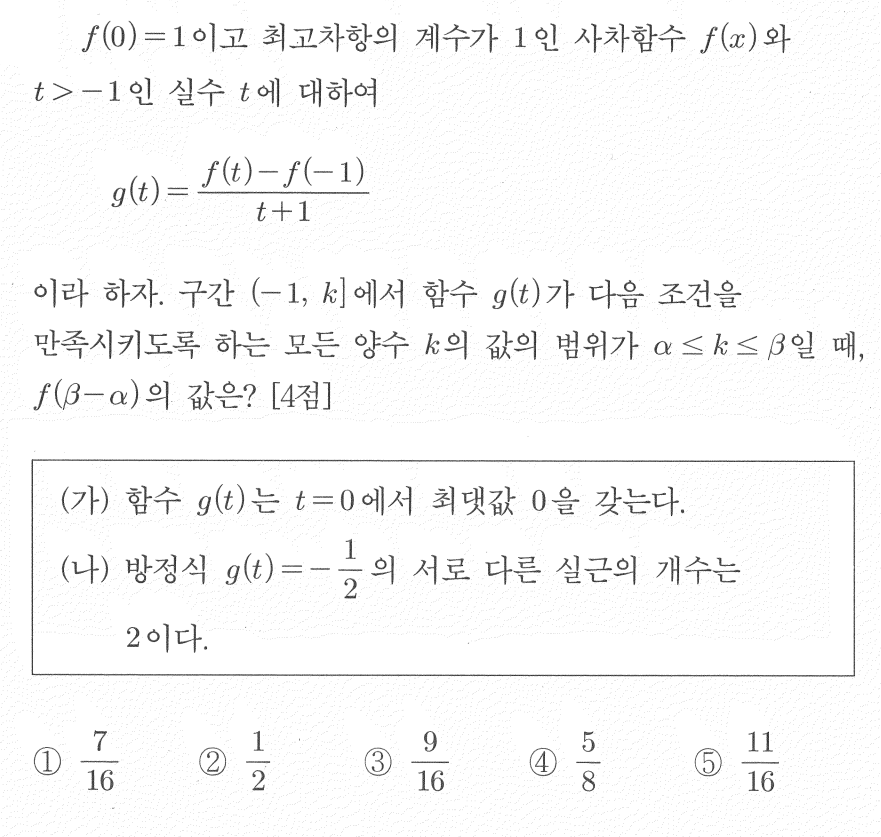 f(0)=1이고 최고차항의 계수가 1인 사차함수 f(x)와
t>-1인 실수 t에 대하여
g(t)=\frac{f(t)-f(-1)}{t+1}
이라 하자. 구간 (-1, k]에서 함수 g(t)가 다음 조건을
만족시키도록 하는 모든 양수 k의 값의 범위가 α≤k≤β일 때,
f(β-α)의 값은? [4점]
(가) 함수 g(t)는 t=0에서 최댓값 0을 갖는다.
(나) 방정식 g(t)=-\frac{1}{2}의 서로 다른 실근의 개수는
2이다.
① \frac{7}{16} ② \frac{1}{2} ③ \frac{9}{16} ④ \frac{5}{8} ⑤ \frac{11}{16}